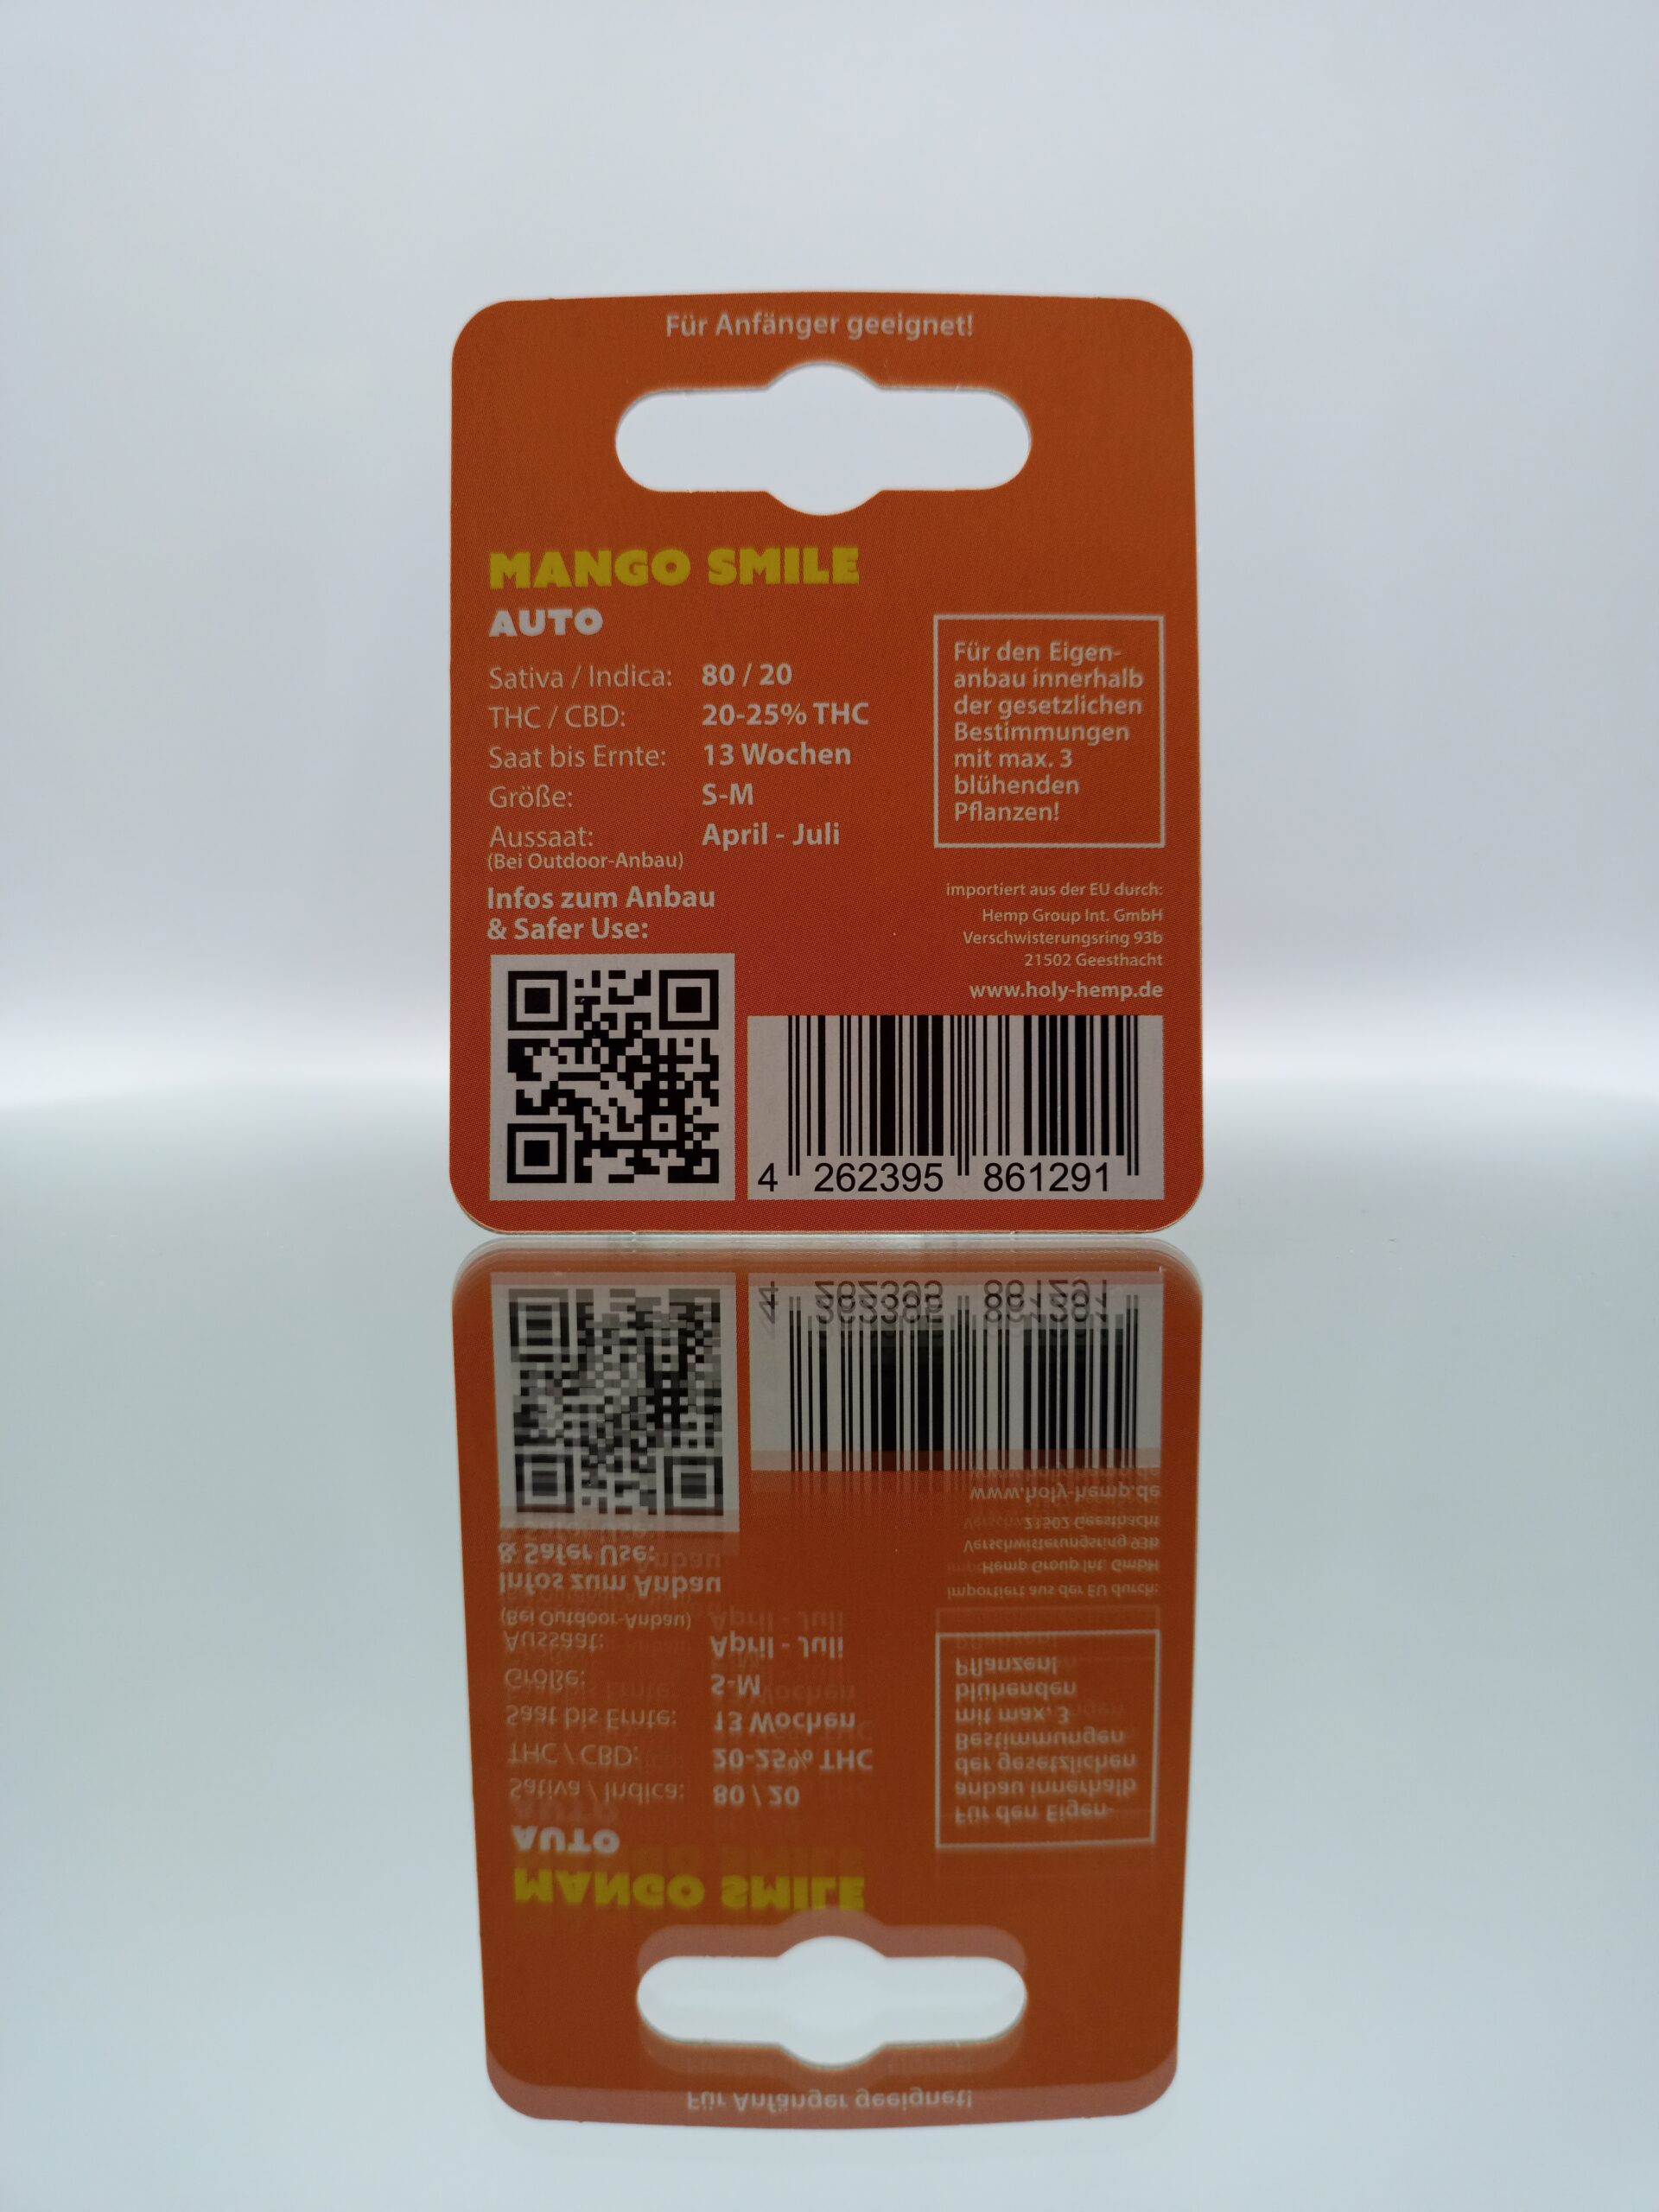 Für Anfänger geeignet!
MANGO SMILE
AUTO
Sativa / Indica: 80 / 20
THC / CBD: 20-25% THC
Saat bis Ernte: 13 Wochen
Größe: S-M
Aussaat: April - Juli
(Bei Outdoor-Anbau)
Infos zum Anbau
& Safer Use:
Für den Eigen-
anbau innerhalb
der gesetzlichen
Bestimmungen
mit max. 3
blühenden
Pflanzen!
importiert aus der EU durch:
Hemp Group Int. GmbH
Verschwisterungsring 93b
21502 Geesthacht
www.holy-hemp.de
4 262395 861291